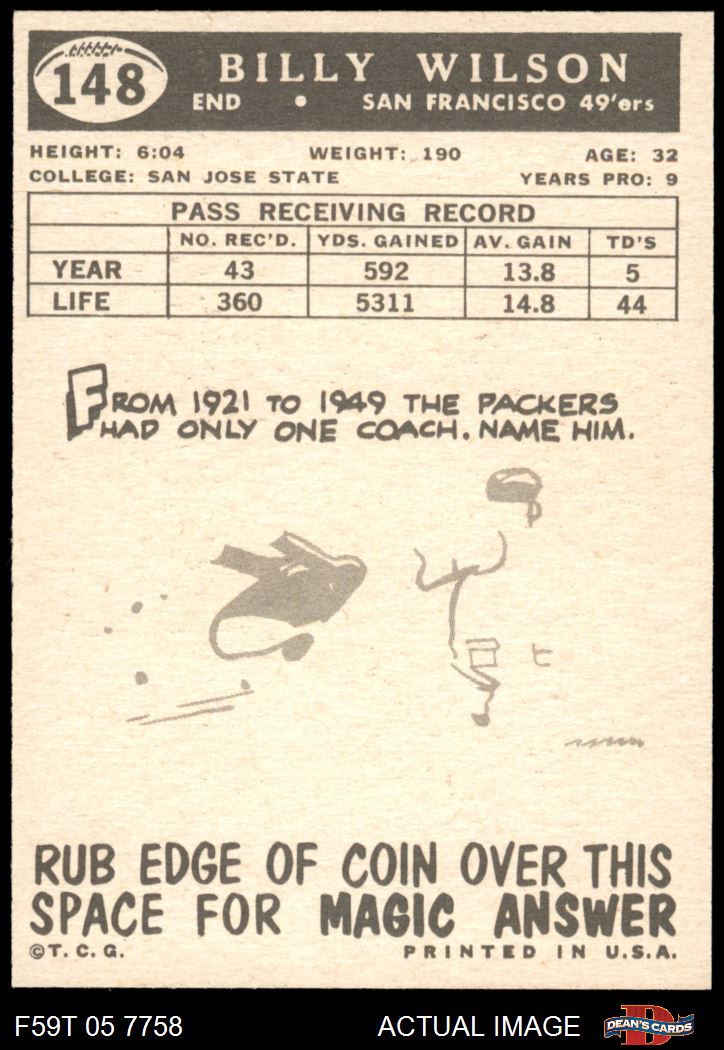 148
BILLY WILSON
END • SAN FRANCISCO 49'ers
HEIGHT: 6:04 WEIGHT: 190 AGE: 32
COLLEGE: SAN JOSE STATE YEARS PRO: 9
PASS RECEIVING RECORD
NO. REC'D. YDS. GAINED AV. GAIN TD'S
YEAR 43 592 13.8 5
LIFE 360 5311 14.8 44
FROM 1921 TO 1949 THE PACKERS
HAD ONLY ONE COACH. NAME HIM.
RUB EDGE OF COIN OVER THIS
SPACE FOR MAGIC ANSWER
©T.C.G. PRINTED IN U.S.A.
F59T 05 7758 ACTUAL IMAGE D DEAN'S CARDS